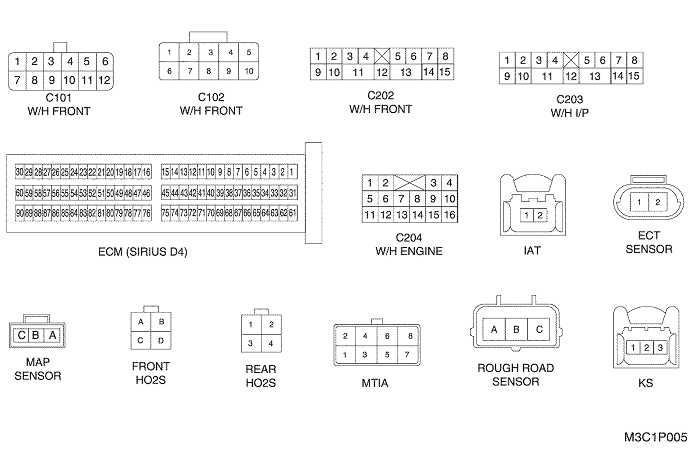 1 2 3 4 5 6
7 8 9 10 11 12
C101
W/H FRONT
1 2 3 4 5
6 7 8 9 10
C102
W/H FRONT
1 2 3 4 5 6 7 8
9 10 11 12 13 14 15
C202
W/H FRONT
1 2 3 4 5 6 7 8
9 10 11 12 13 14 15
C203
W/H I/P
30 29 28 27 26 25 24 23 22 21 20 19 18 17 16 15 14 13 12 11 10 9 8 7 6 5 4 3 2 1
60 59 58 57 56 55 54 53 52 51 50 49 48 47 46 45 44 43 42 41 40 39 38 37 36 35 34 33 32 31
90 89 88 87 86 85 84 83 82 81 80 79 78 77 76 75 74 73 72 71 70 69 68 67 66 65 64 63 62 61
ECM (SIRIUS D4)
1 2 3 4
5 6 7 8 9 10
11 12 13 14 15 16
C204
W/H ENGINE
1 2
IAT
1 2
ECT
SENSOR
C B A
MAP
SENSOR
A B
C D
FRONT
HO2S
1 2
3 4
REAR
HO2S
2 4 6 8
1 3 5 7
MTIA
A B C
ROUGH ROAD
SENSOR
1 2 3
KS
M3C1P005